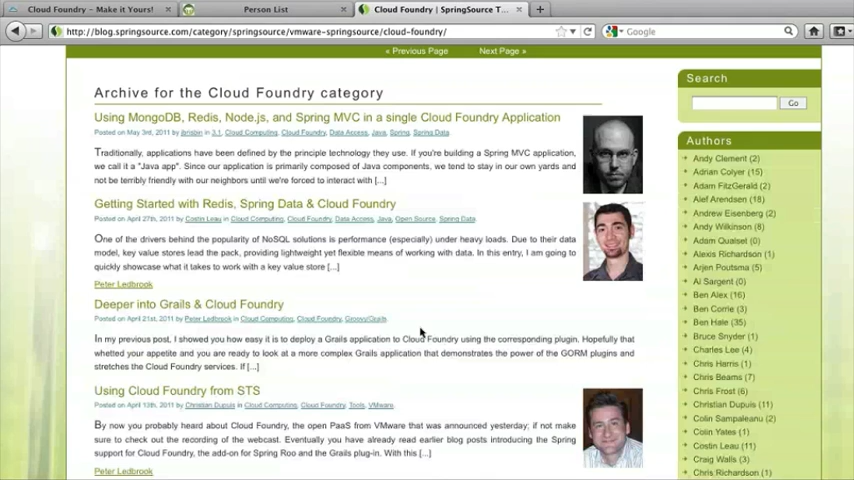 Cloud Foundry - Make it Yours!
Person List
Cloud Foundry | SpringSource T...
http://blog.springsource.com/category/springsource/vmware-springsource/cloud-foundry/
Google
« Previous Page
Next Page »
Archive for the Cloud Foundry category
Using MongoDB, Redis, Node.js, and Spring MVC in a single Cloud Foundry Application
Posted on May 3rd, 2011 by jbrisbin in 3.1, Cloud Computing, Cloud Foundry, Data Access, Java, Spring, Spring Data.
Traditionally, applications have been defined by the principle technology they use. If you're building a Spring MVC application,
we call it a "Java app". Since our application is primarily composed of Java components, we tend to stay in our own yards and
not be terribly friendly with our neighbors until we're forced to interact with [...]
Getting Started with Redis, Spring Data & Cloud Foundry
Posted on April 27th, 2011 by Costin Leau in Cloud Computing, Cloud Foundry, Data Access, Java, Open Source, Spring Data.
One of the drivers behind the popularity of NoSQL solutions is performance (especially) under heavy loads. Due to their data
model, key value stores lead the pack, providing lightweight yet flexible means of working with data. In this entry, I am going to
quickly showcase what it takes to work with a key value store [...]
Peter Ledbrook
Deeper into Grails & Cloud Foundry
Posted on April 21st, 2011 by Peter Ledbrook in Cloud Computing, Cloud Foundry, Groovy/Grails.
In my previous post, I showed you how easy it is to deploy a Grails application to Cloud Foundry using the corresponding plugin. Hopefully that
whetted your appetite and you are ready to look at a more complex Grails application that demonstrates the power of the GORM plugins and
stretches the Cloud Foundry services. If [...]
Using Cloud Foundry from STS
Posted on April 13th, 2011 by Christian Dupuis in Cloud Computing, Cloud Foundry, Tools, VMware.
By now you probably heard about Cloud Foundry, the open PaaS from VMware that was announced yesterday; if not make
sure to check out the recording of the webcast. Eventually you have already read earlier blog posts introducing the Spring
support for Cloud Foundry, the add-on for Spring Roo and the Grails plug-in. With this [...]
Peter Ledbrook
Search
Go
Authors
Andy Clement (2)
Adrian Colyer (15)
Adam FitzGerald (2)
Alef Arendsen (18)
Andrew Eisenberg (2)
Andy Wilkinson (8)
Adam Qualset (0)
Alexis Richardson (1)
Arjen Poutsma (5)
Al Sargent (0)
Ben Alex (16)
Ben Corrie (3)
Ben Hale (35)
Bruce Snyder (1)
Charles Lee (4)
Chris Harris (1)
Chris Beams (7)
Chris Frost (6)
Christian Dupuis (11)
Colin Sampaleanu (2)
Colin Yates (1)
Costin Leau (11)
Craig Walls (3)
Chris Richardson (1)